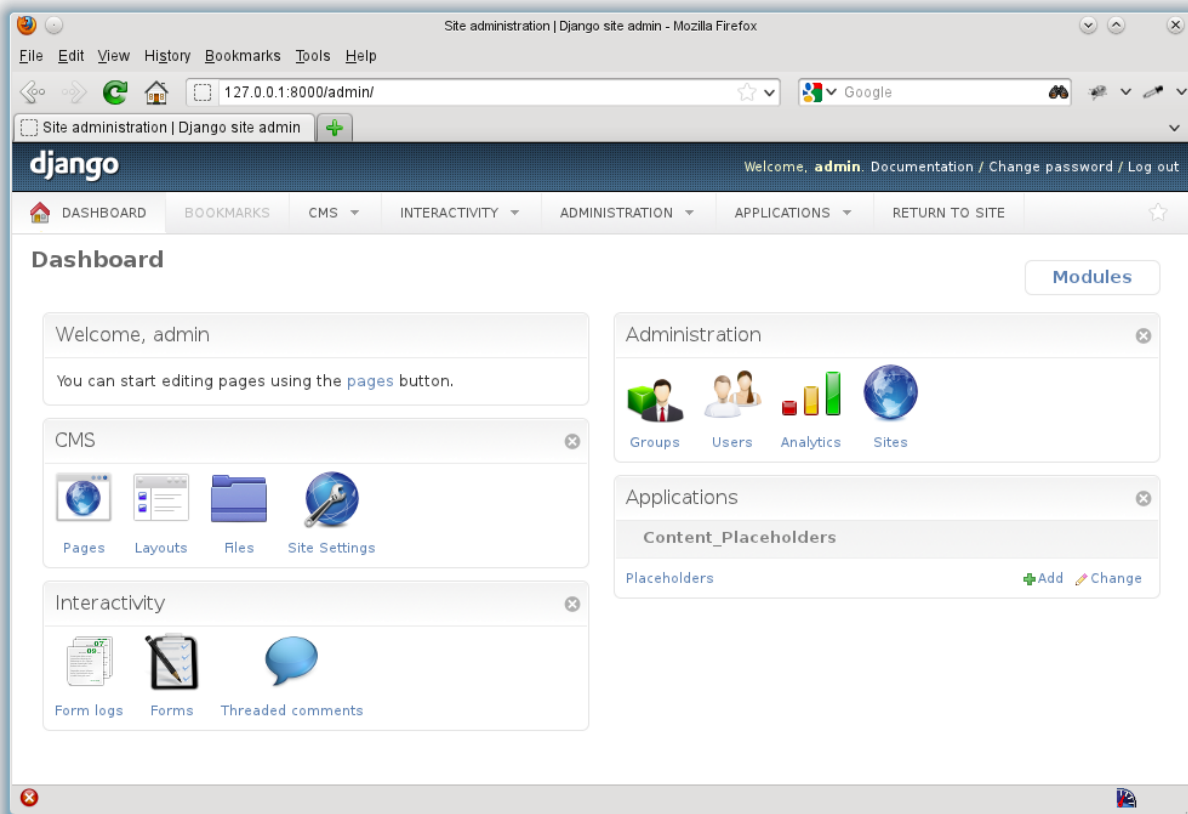 Site administration | Django site admin - Mozilla Firefox
File Edit View History Bookmarks Tools Help
127.0.0.1:8000/admin/ Google
Site administration | Django site admin
django
Welcome, admin. Documentation / Change password / Log out
DASHBOARD BOOKMARKS CMS INTERACTIVITY ADMINISTRATION APPLICATIONS RETURN TO SITE
Dashboard
Modules
Welcome, admin
You can start editing pages using the pages button.
CMS
Pages Layouts Files Site Settings
Interactivity
07
09
Form logs Forms Threaded comments
Administration
Groups Users Analytics Sites
Applications
Content_Placeholders
Placeholders Add Change